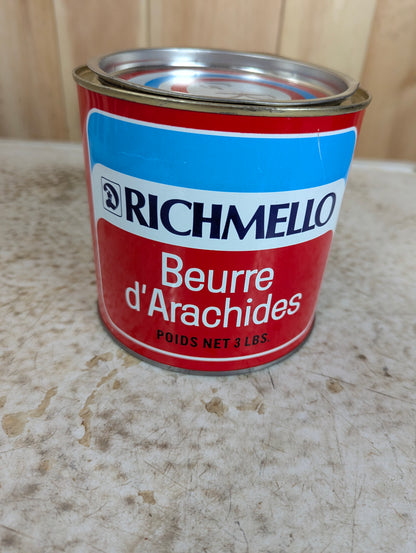 RICHMELLO
Beurre
d'Arachides
POIDS NET 3 LBS.